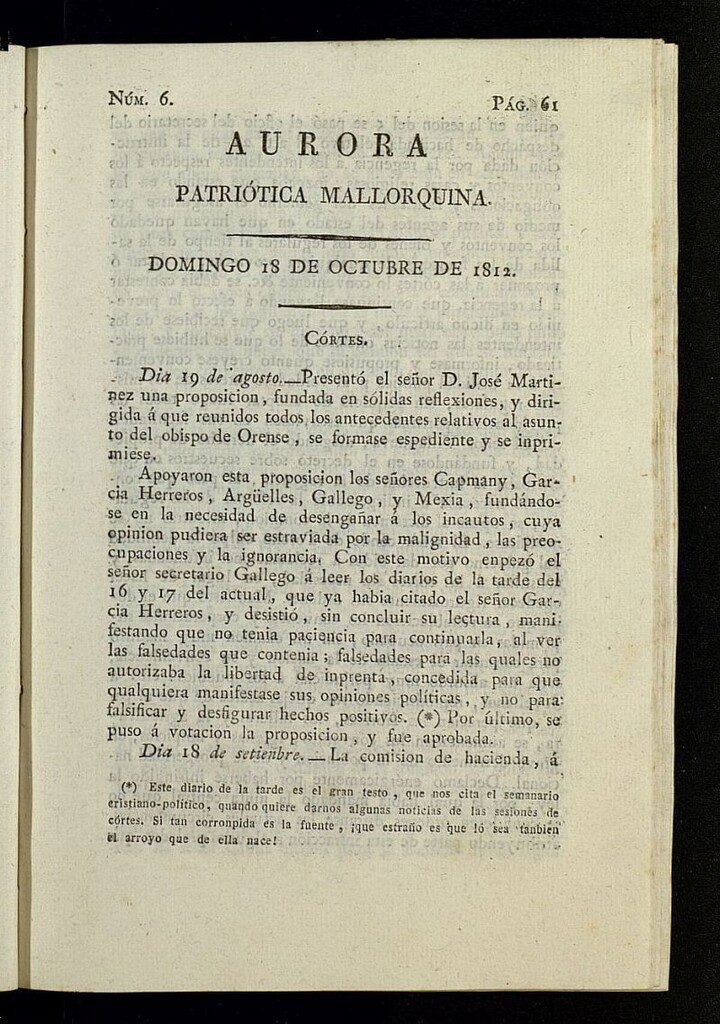 NÚM. 6.
PÁG. 61
AURORA
PATRIÓTICA MALLORQUINA.
DOMINGO 18 DE OCTUBRE DE 1812.
CÓRTES.
Dia 19 de agosto.—Presentó el señor D. José Marti-
nez una proposicion, fundada en sólidas reflexiones, y diri-
gida á que reunidos todos los antecedentes relativos al asun-
to del obispo de Orense, se formase espediente y se inpri-
miese.
Apoyaron esta proposicion los señores Capmany, Gar-
cia Herreros, Argüelles, Gallego, y Mexia, fundándo-
se en la necesidad de desengañar á los incautos, cuya
opinion pudiera ser estraviada por la malignidad, las preo-
cupaciones y la ignorancia. Con este motivo enpezó el
señor secretario Gallego á leer los diarios de la tarde del
16 y 17 del actual, que ya habia citado el señor Gar-
cia Herreros, y desistió, sin concluir su lectura, mani-
festando que no tenia paciencia para continuarla, al ver
las falsedades que contenia; falsedades para las quales no
autorizaba la libertad de inprenta, concedida para que
qualquiera manifestase sus opiniones políticas, y no para
falsificar y desfigurar hechos positivos. (*) Por último, se
puso á votacion la proposicion, y fue aprobada.
Dia 18 de setienbre.—La comision de hacienda, á
(*) Este diario de la tarde es el gran testo, que nos cita el semanario
cristiano-político, quando quiere darnos algunas noticias de las sesiones de
córtes. Si tan corronpida es la fuente, ¡que estraño es que ló sea tanbien
el arroyo que de ella nace!